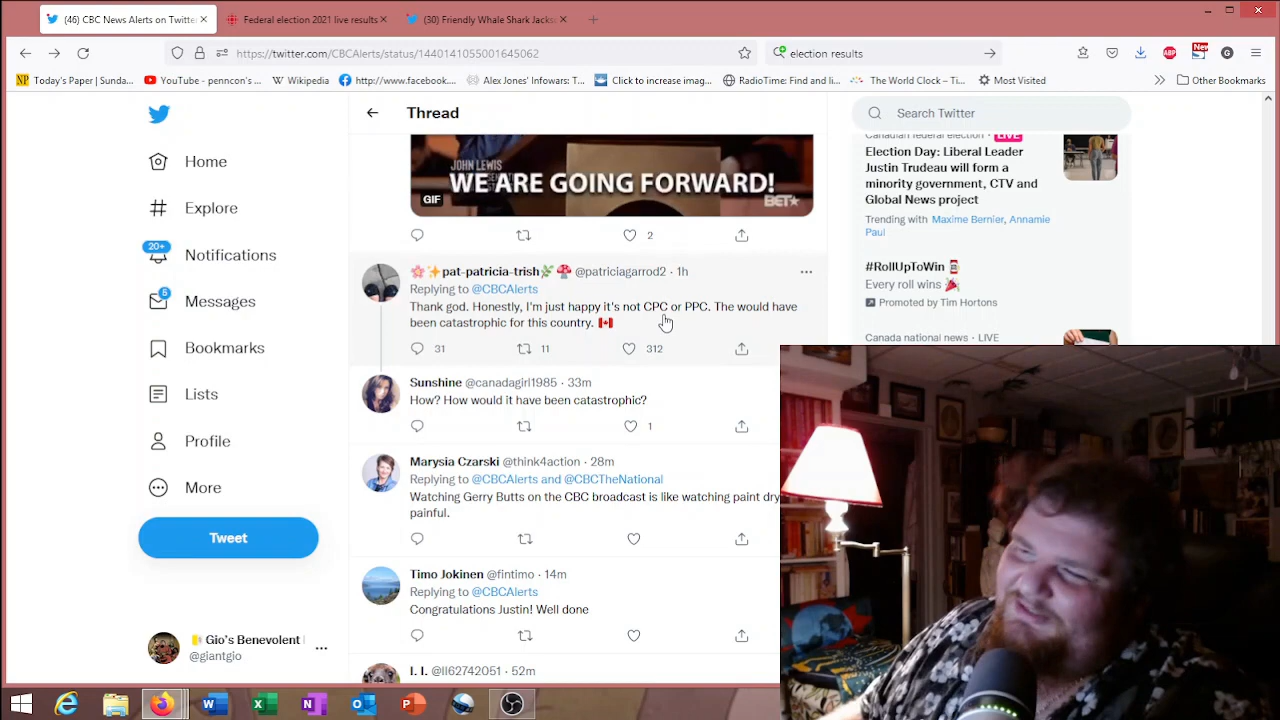 (46) CBC News Alerts on Twitte
Federal election 2021 live results
(30) Friendly Whale Shark Jacks
https://twitter.com/CBCAlerts/status/1440141055001645062
election results
ABP
New
Today's Paper | Sunda...
YouTube - penncon's...
Wikipedia
http://www.facebook....
Alex Jones' Infowars: T...
Click to increase imag...
RadioTime: Find and li...
The World Clock – Ti...
Most Visited
Other Bookmarks
Home
Explore
20+
Notifications
6
Messages
Bookmarks
Lists
Profile
More
Tweet
Gio's Benevolent
@giantgio
Thread
JOHN LEWIS
WE ARE GOING FORWARD!
GIF
BET★
2
🌸✨pat-patricia-trish🌿🍄 @patriciagarrod2 · 1h
Replying to @CBCAlerts
Thank god. Honestly, I'm just happy it's not CPC or PPC. The would have
been catastrophic for this country. 🇨🇦
31 11 312
Sunshine @canadagirl1985 · 33m
How? How would it have been catastrophic?
1
Marysia Czarski @think4action · 28m
Replying to @CBCAlerts and @CBCTheNational
Watching Gerry Butts on the CBC broadcast is like watching paint dry
painful.
Timo Jokinen @fintimo · 14m
Replying to @CBCAlerts
Congratulations Justin! Well done
52m
Search Twitter
Canadian federal election · LIVE
Election Day: Liberal Leader
Justin Trudeau will form a
minority government, CTV and
Global News project
Trending with Maxime Bernier, Annamie
Paul
#RollUpToWin
Every roll wins 🎉
Promoted by Tim Hortons
Canada national news · LIVE